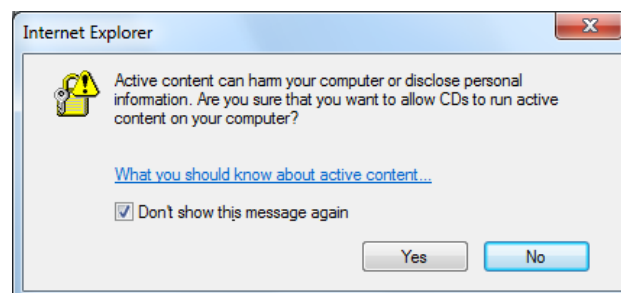 Internet Explorer
Active content can harm your computer or disclose personal
information. Are you sure that you want to allow CDs to run active
content on your computer?
What you should know about active content...
Don't show this message again
Yes No